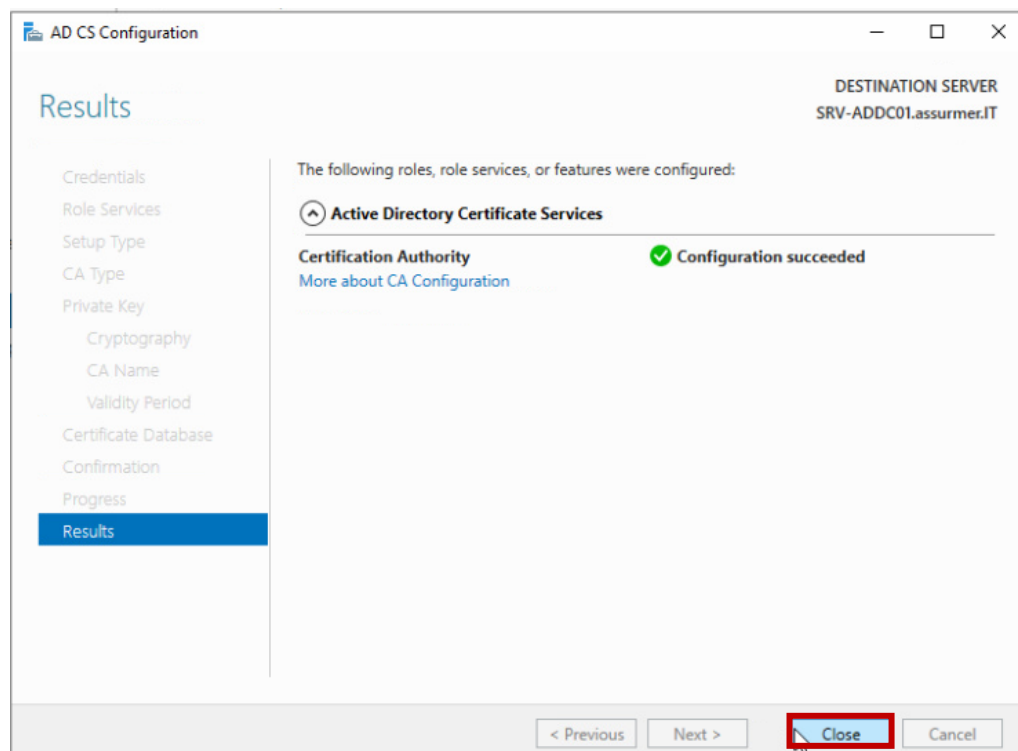 AD CS Configuration
DESTINATION SERVER
SRV-ADDC01.assurmer.IT
Results
Credentials
Role Services
Setup Type
CA Type
Private Key
Cryptography
CA Name
Validity Period
Certificate Database
Confirmation
Progress
Results
The following roles, role services, or features were configured:
Active Directory Certificate Services
Certification Authority
Configuration succeeded
More about CA Configuration
< Previous
Next >
Close
Cancel